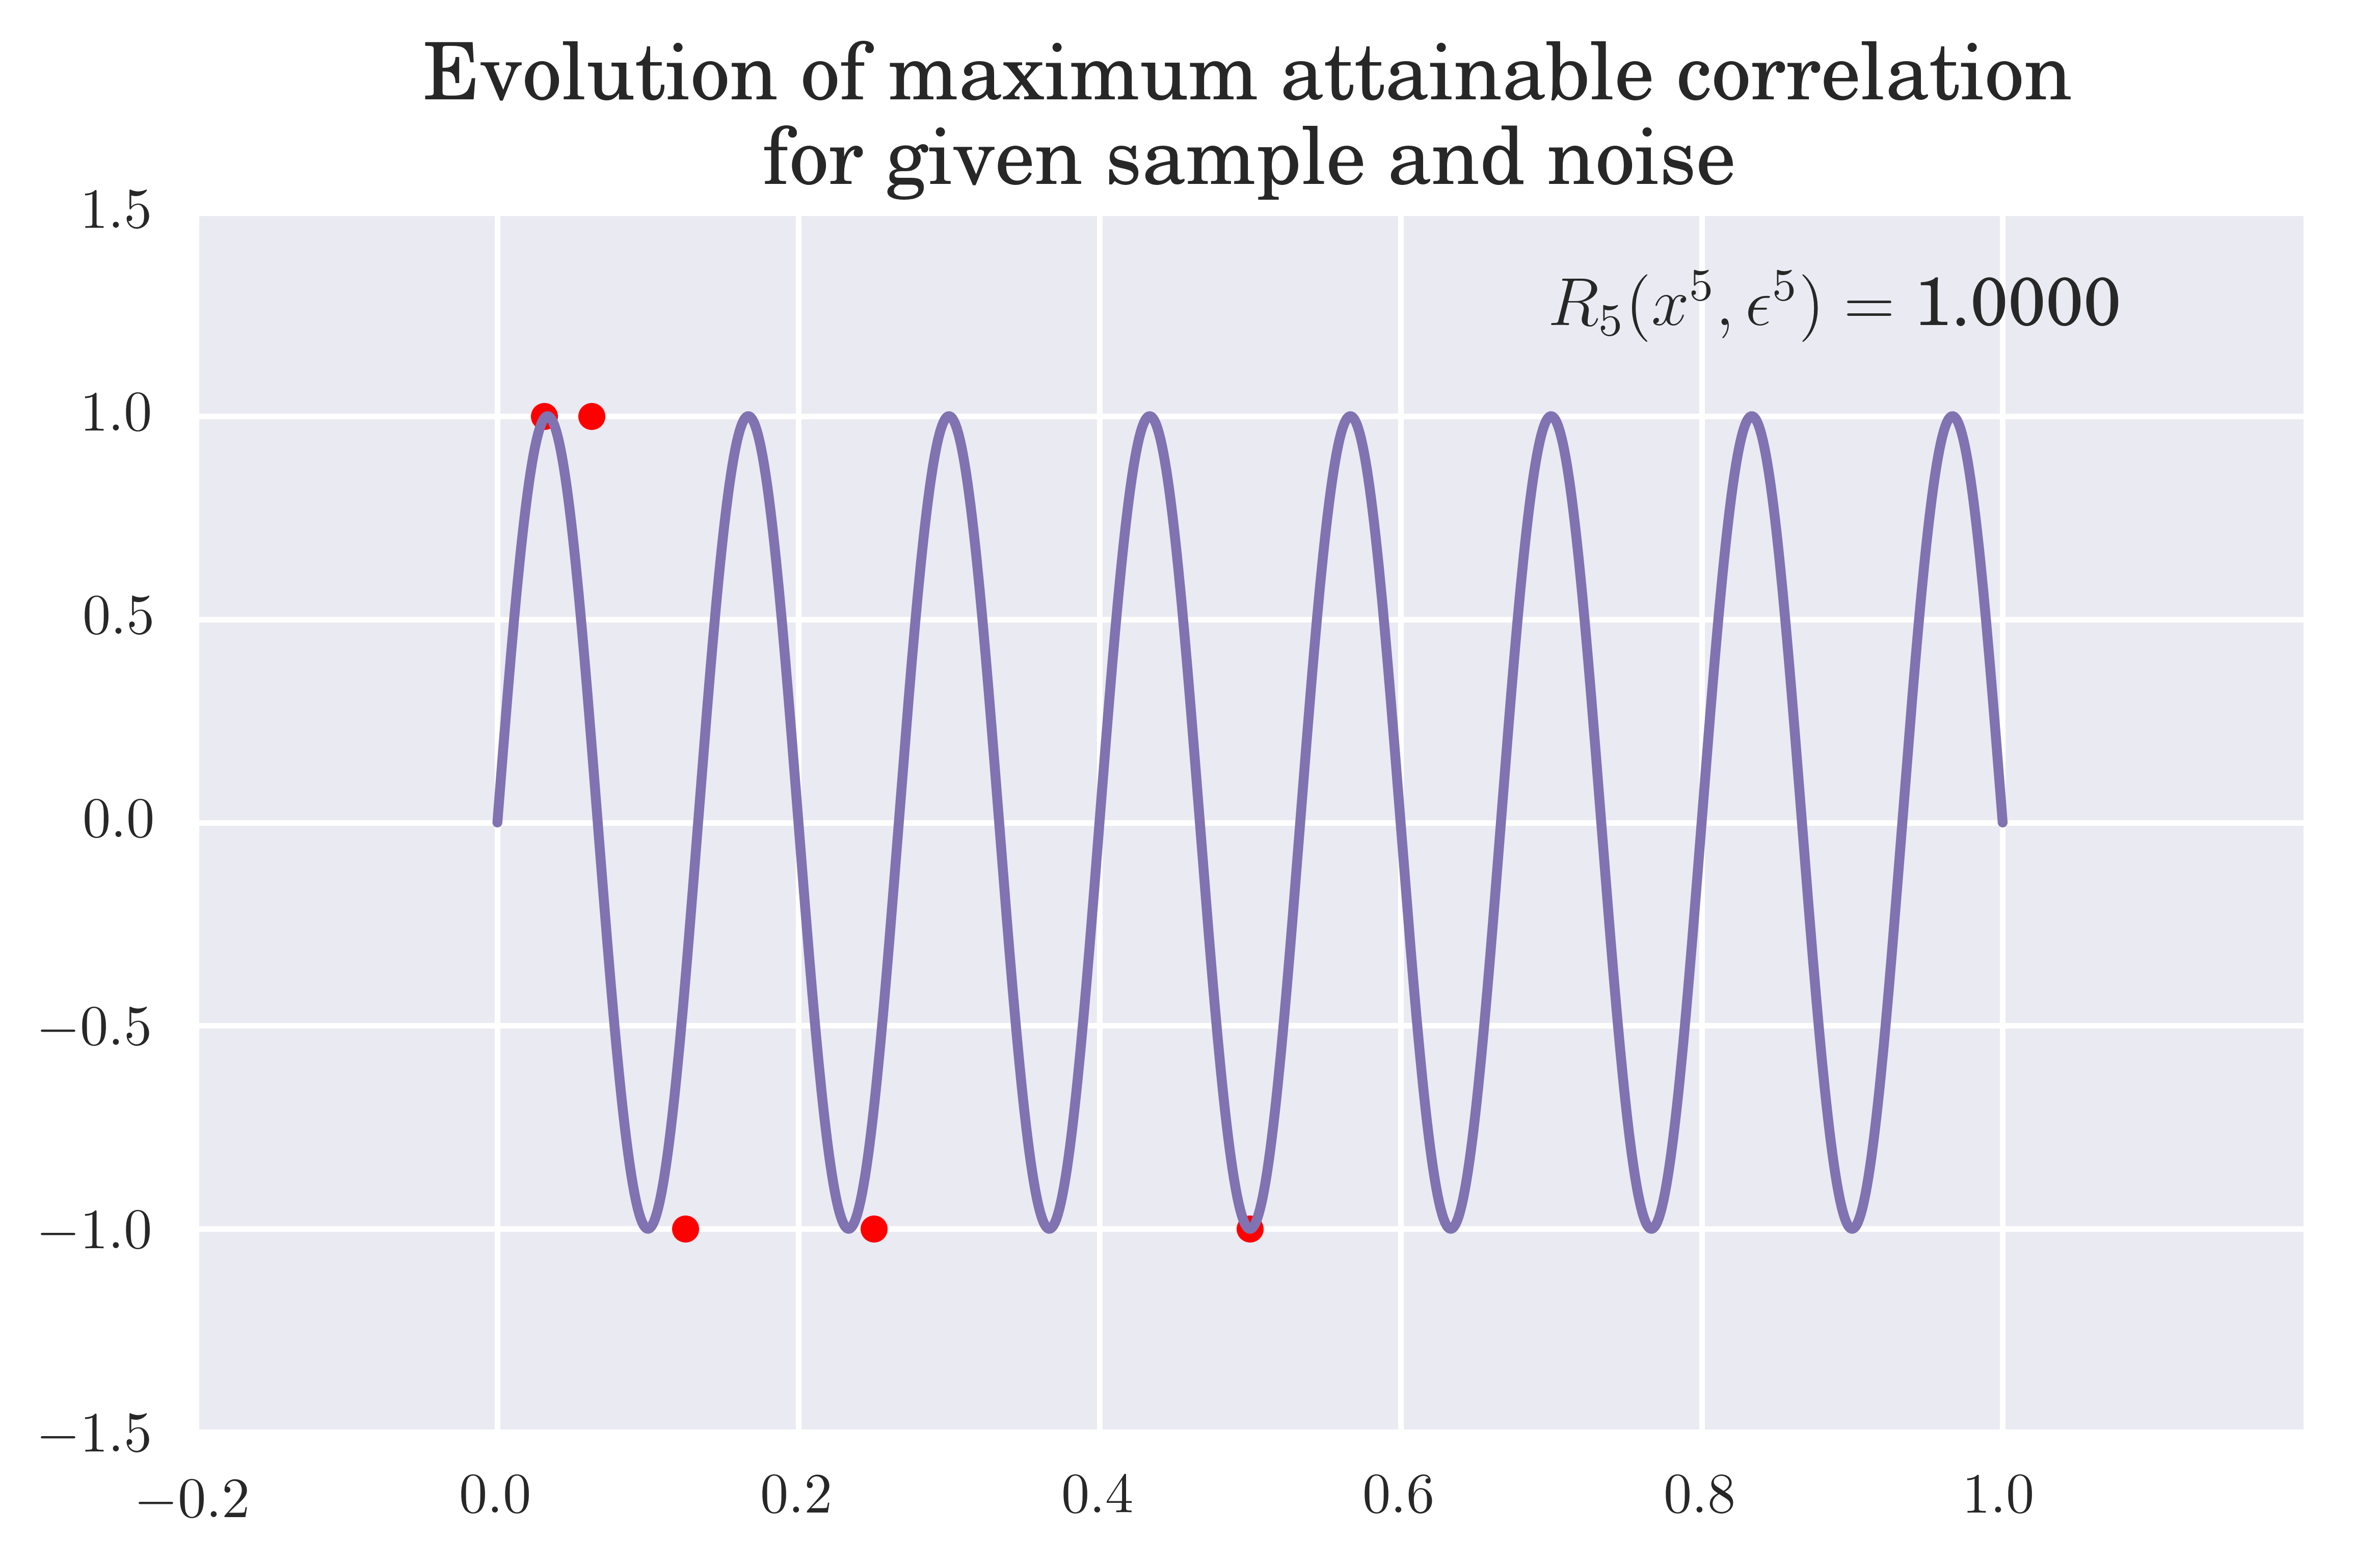 Evolution of maximum attainable correlation
for given sample and noise
1.5
R₅(x⁵, ϵ⁵) = 1.0000
1.0
0.5
0.0
−0.5
−1.0
−1.5
−0.2 0.0 0.2 0.4 0.6 0.8 1.0